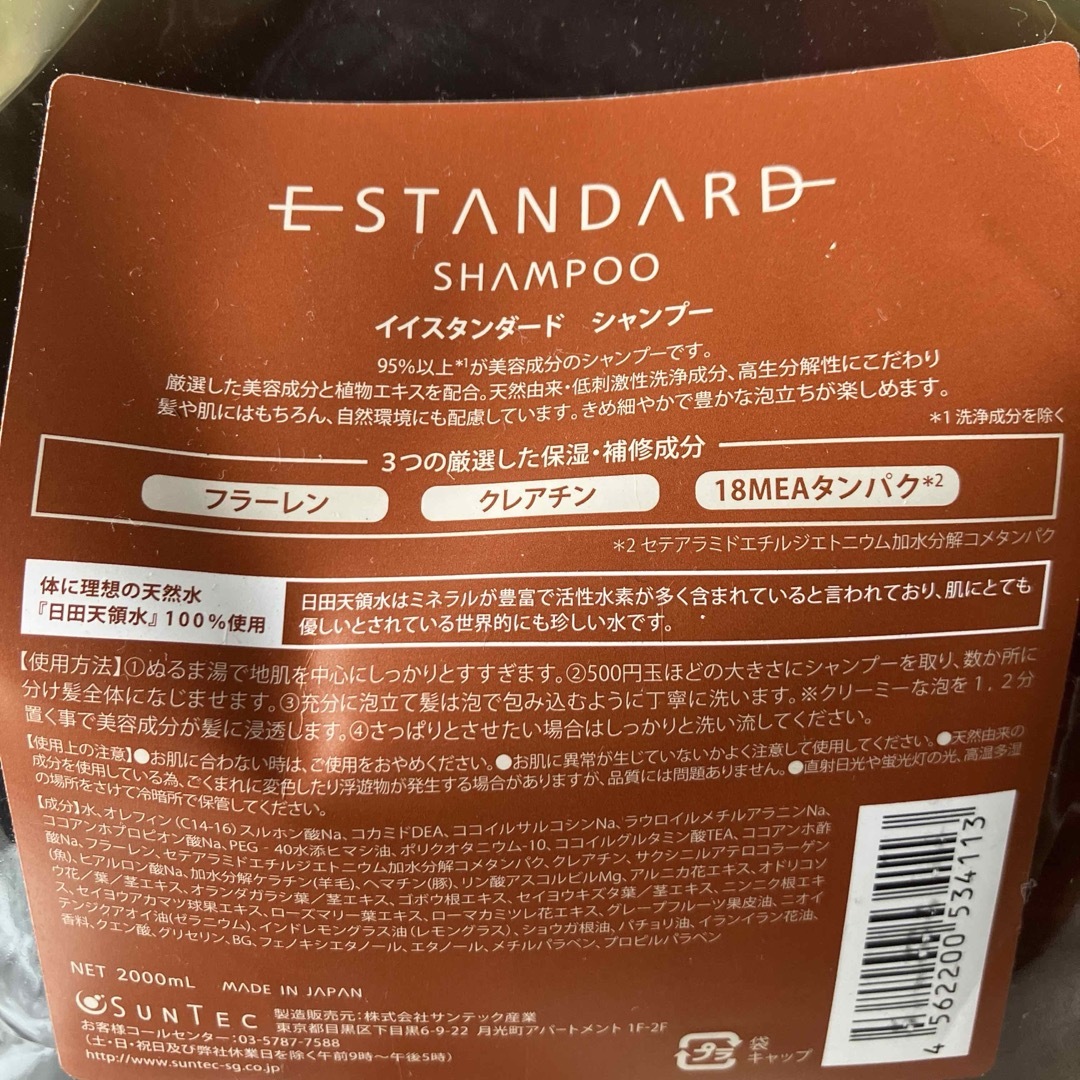 E STANDARD
SHAMPOO
イイスタンダード シャンプー
95%以上*1が美容成分のシャンプーです。
厳選した美容成分と植物エキスを配合。天然由来・低刺激性洗浄成分、高生分解性にこだわり
髪や肌にはもちろん、自然環境にも配慮しています。きめ細やかで豊かな泡立ちが楽しめます。
*1 洗浄成分を除く
3つの厳選した保湿・補修成分
フラーレン クレアチン 18MEAタンパク*2
*2 セテアラミドエチルジエトニウム加水分解コメタンパク
体に理想の天然水
『日田天領水』100%使用
日田天領水はミネラルが豊富で活性水素が多く含まれていると言われており、肌にとても
優しいとされている世界的にも珍しい水です。
【使用方法】①ぬるま湯で地肌を中心にしっかりとすすぎます。②500円玉ほどの大きさにシャンプーを取り、数か所に
分け髪全体になじませます。③充分に泡立て髪は泡で包み込むように丁寧に洗います。※クリーミーな泡を1，2分
置く事で美容成分が髪に浸透します。④さっぱりとさせたい場合はしっかりと洗い流してください。
【使用上の注意】●お肌に合わない時は、ご使用をおやめください。●お肌に異常が生じていないかよく注意して使用してください。●天然由来の
成分を使用している為、ごくまれに変色したり浮遊物が発生する場合がありますが、品質には問題ありません。●直射日光や蛍光灯の光、高温多湿
の場所をさけて冷暗所で保管してください。
【成分】水、オレフィン(C14-16)スルホン酸Na、コカミドDEA、ココイルサルコシンNa、ラウロイルメチルアラニンNa、
ココアンホプロピオン酸Na、PEG-40水添ヒマシ油、ポリクオタニウム-10、ココイルグルタミン酸TEA、ココアンホ酢
酸Na、フラーレン、セテアラミドエチルジエトニウム加水分解コメタンパク、クレアチン、サクシニルアテロコラーゲン
(魚)、ヒアルロン酸Na、加水分解ケラチン(羊毛)、ヘマチン(豚)、リン酸アスコルビルMg、アルニカ花エキス、オドリコソ
ウ花／葉／茎エキス、オランダガラシ葉／茎エキス、ゴボウ根エキス、セイヨウキズタ葉／茎エキス、ニンニク根エキ
ス、セイヨウアカマツ球果エキス、ローズマリー葉エキス、ローマカミツレ花エキス、グレープフルーツ果皮油、ニオイ
テンジクアオイ油(ゼラニウム)、インドレモングラス油(レモングラス)、ショウガ根油、パチョリ油、イランイラン花油、
香料、クエン酸、グリセリン、BG、フェノキシエタノール、エタノール、メチルパラベン、プロピルパラベン
NET 2000mL MADE IN JAPAN
SUNTEC
製造販売元：株式会社サンテック産業
東京都目黒区下目黒6-9-22 月光町アパートメント 1F-2F
お客様コールセンター：03-5787-7588
(土・日・祝日及び弊社休業日を除く午前9時～午後5時)
http://www.suntec-sg.co.jp
プラ
袋
キャップ
4 562200 534113